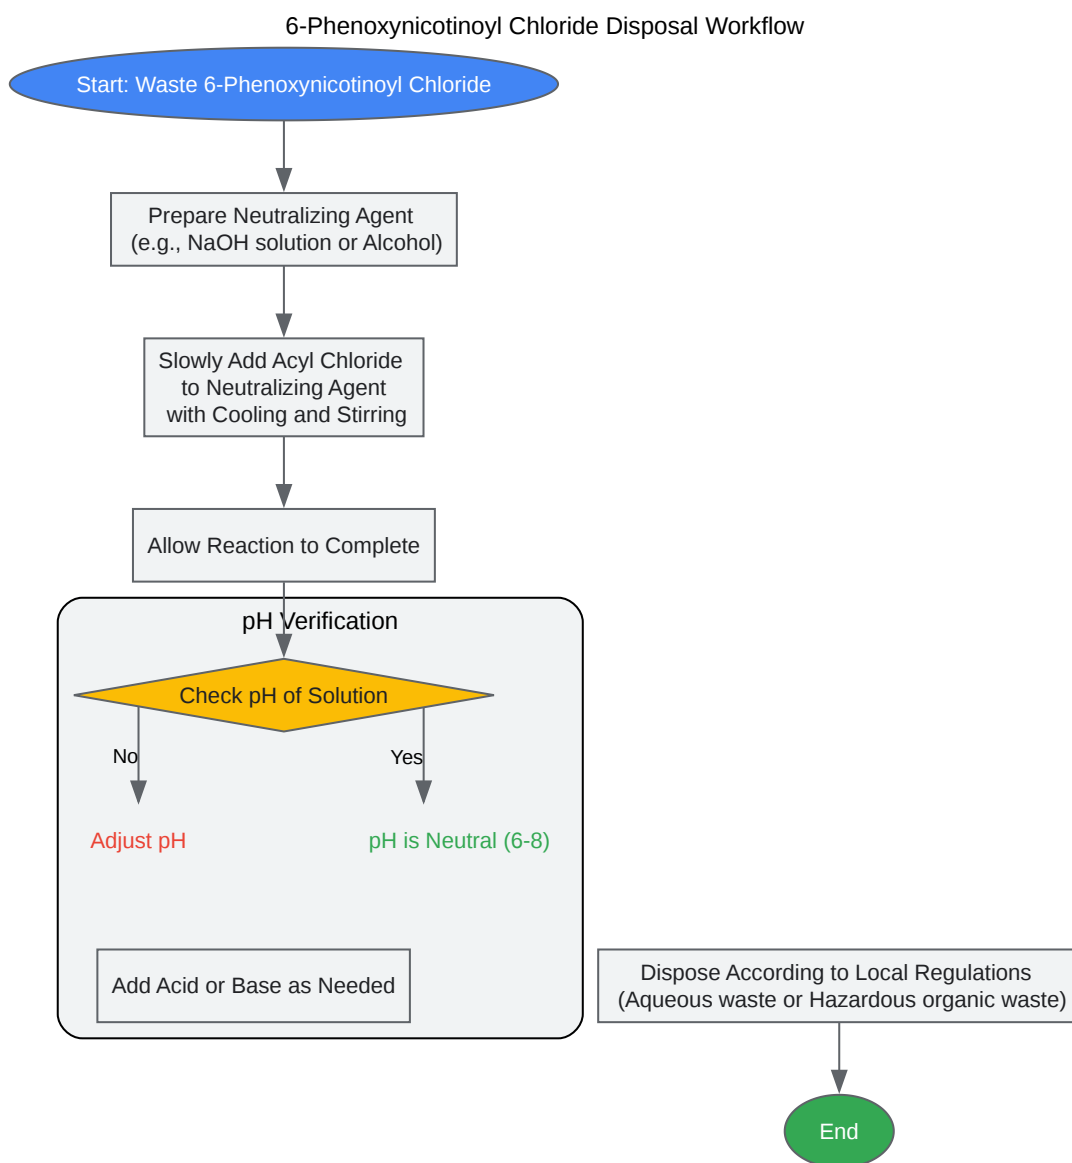 6-Phenoxynicotinoyl Chloride Disposal Workflow
Start: Waste 6-Phenoxynicotinoyl Chloride
Prepare Neutralizing Agent
(e.g., NaOH solution or Alcohol)
Slowly Add Acyl Chloride
to Neutralizing Agent
with Cooling and Stirring
Allow Reaction to Complete
pH Verification
Check pH of Solution
No
Yes
Adjust pH
pH is Neutral (6-8)
Add Acid or Base as Needed
Dispose According to Local Regulations
(Aqueous waste or Hazardous organic waste)
End